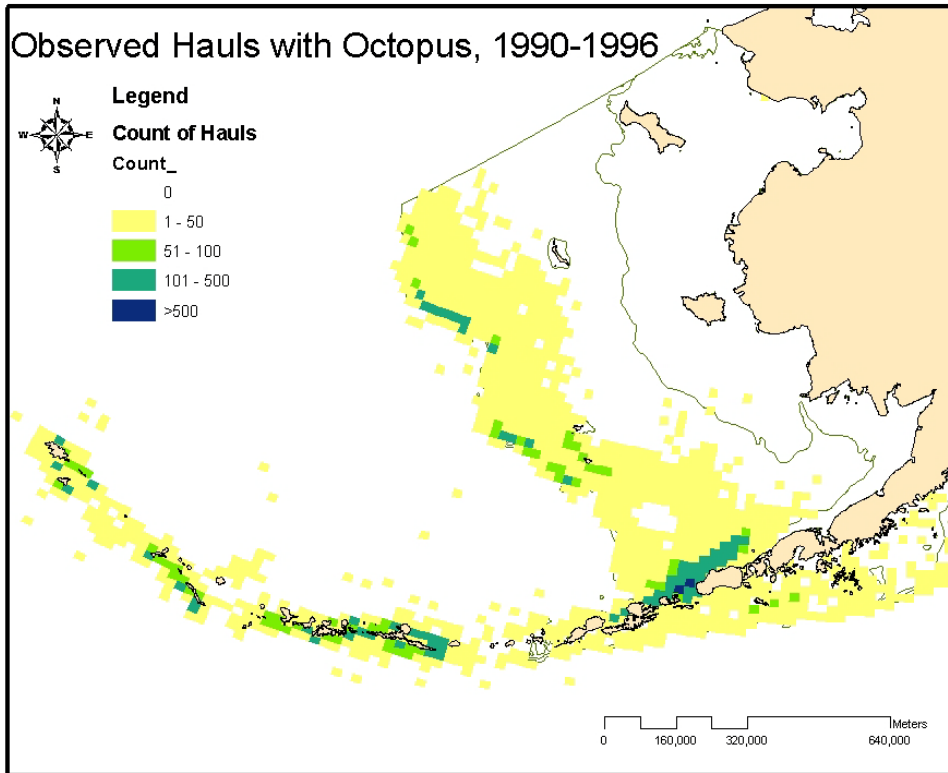 Observed Hauls with Octopus, 1990-1996
N
W E
S
Legend
Count of Hauls
Count_
0
1 - 50
51 - 100
101 - 500
>500
Meters
0 160,000 320,000 640,000